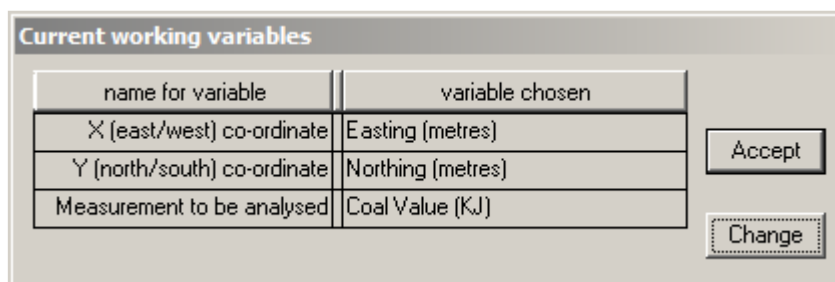 Current working variables
name for variable variable chosen
X (east/west) co-ordinate Easting (metres)
Y (north/south) co-ordinate Northing (metres)
Measurement to be analysed Coal Value (KJ)
Accept
Change